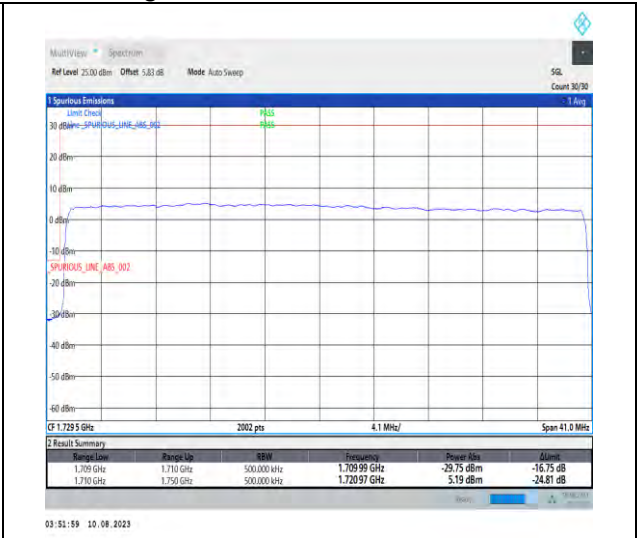 MultiView Spectrum
Ref Level 25.00 dBm Offset 5.83 dB Mode Auto Sweep SGL
Count 30/30
1 Spurious Emissions 1 Avg
Limit Check PASS
30 dBm Line _SPURIOUS_LINE_ABS_002 PASS
20 dBm
10 dBm
0 dBm
-10 dBm
_SPURIOUS_LINE_ABS_002
-20 dBm
-30 dBm
-40 dBm
-50 dBm
-60 dBm
CF 1.729 5 GHz 2002 pts 4.1 MHz/ Span 41.0 MHz
2 Result Summary
Range Low Range Up RBW Frequency Power Abs ΔLimit
1.709 GHz 1.710 GHz 500.000 kHz 1.709 99 GHz -29.75 dBm -16.75 dB
1.710 GHz 1.750 GHz 500.000 kHz 1.720 97 GHz 5.19 dBm -24.81 dB
03:51:59 10.08.2023